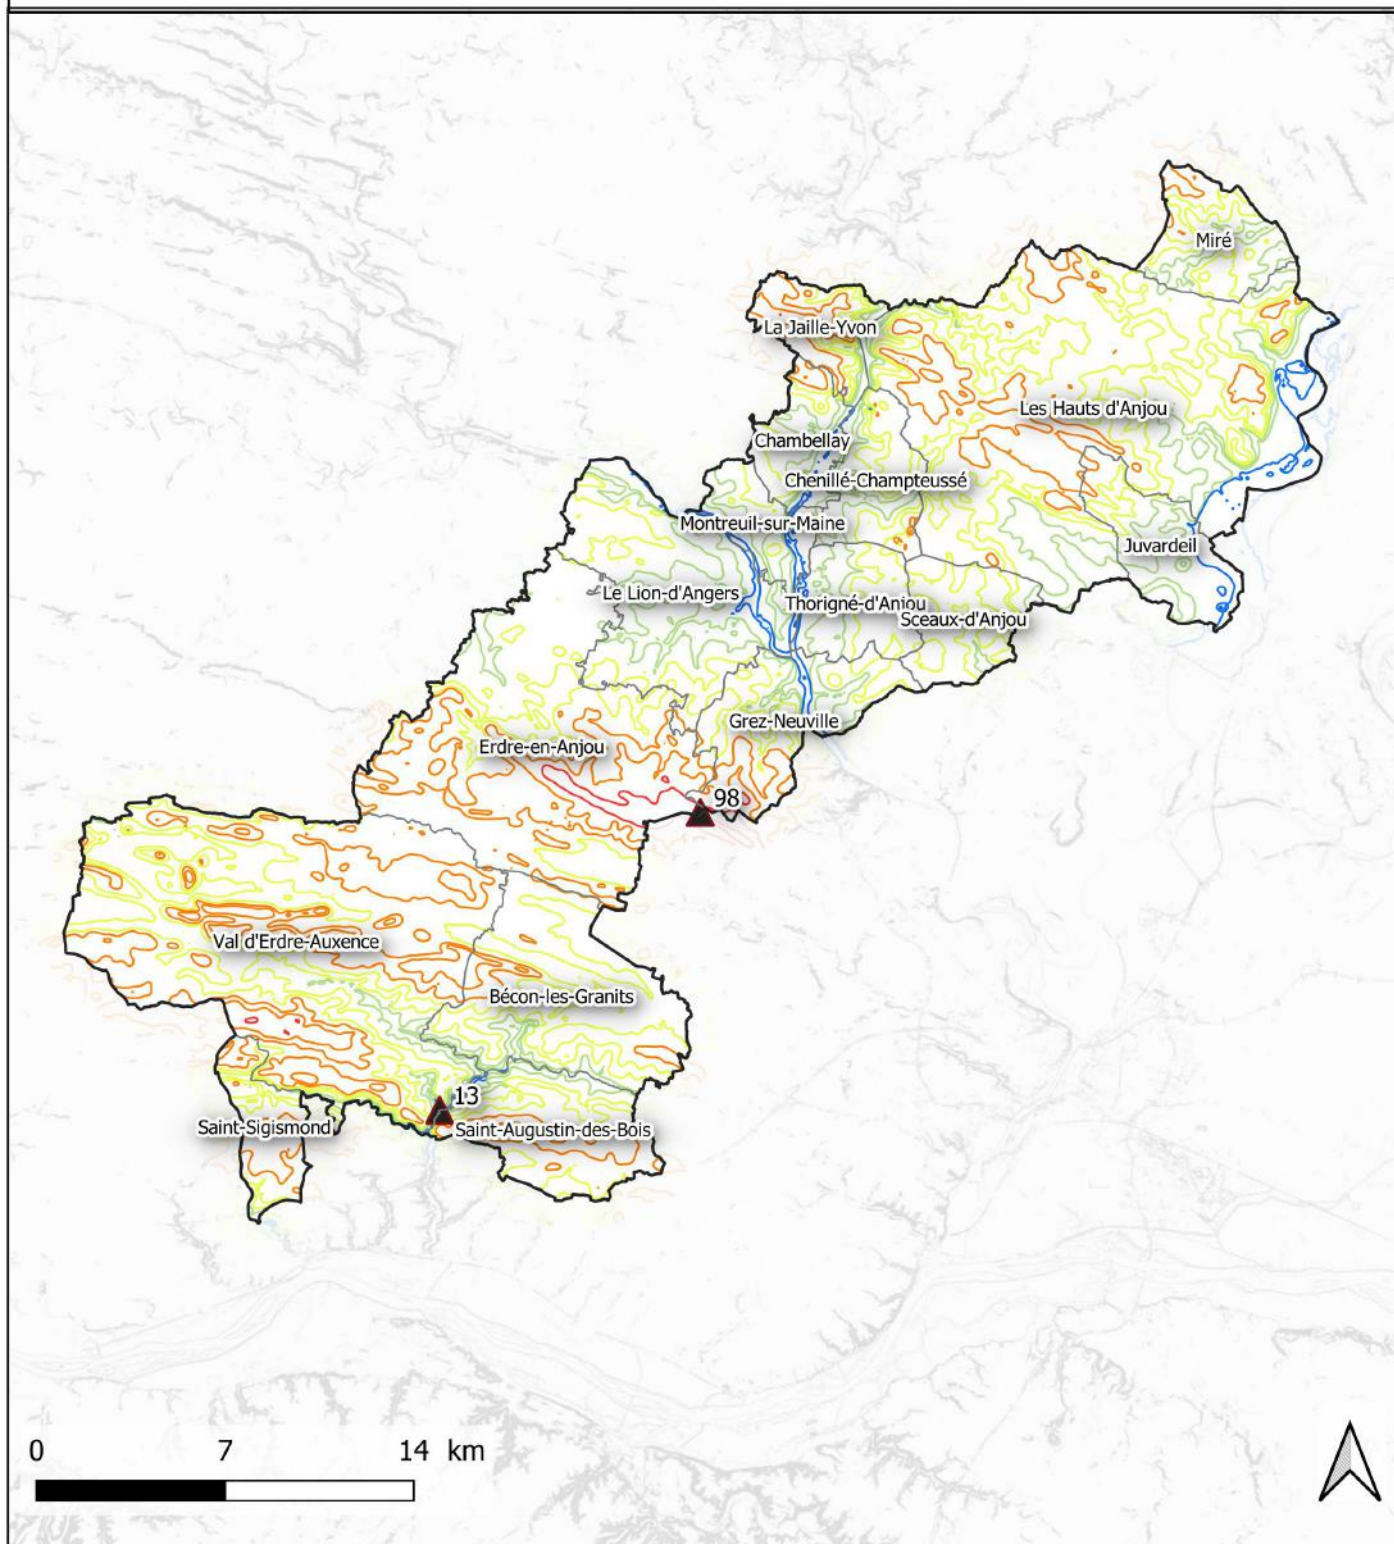 Miré
La Jaille-Yvon
Les Hauts d'Anjou
Chambellay
Chenillé-Champteussé
Montreuil-sur-Maine
Juvardeil
Le Lion-d'Angers
Thorigné-d'Anjou
Sceaux-d'Anjou
Grez-Neuville
Erdre-en-Anjou
98
Val d'Erdre-Auxence
Bécon-les-Granits
13
Saint-Sigismond
Saint-Augustin-des-Bois
0 7 14 km